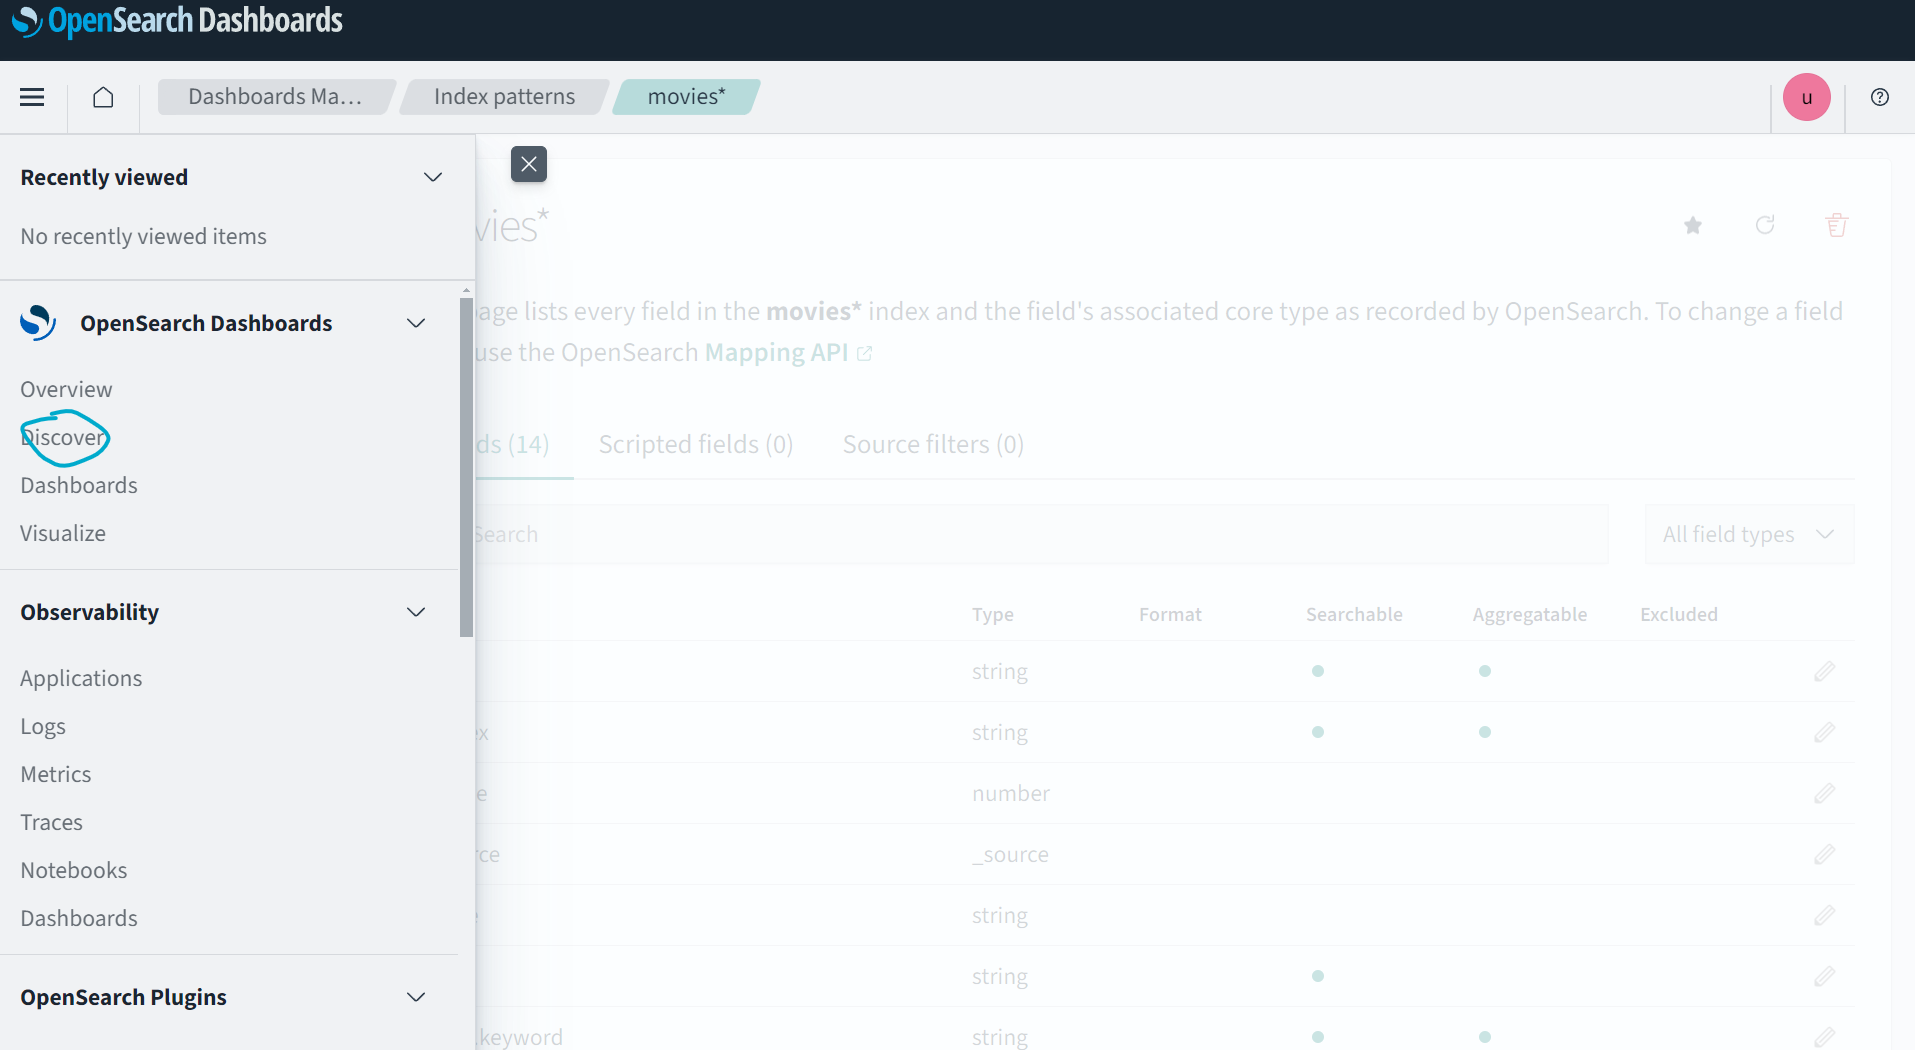 OpenSearch Dashboards
Dashboards Ma…
Index patterns
movies*
u
Recently viewed
No recently viewed items
OpenSearch Dashboards
Overview
Discover
Dashboards
Visualize
Observability
Applications
Logs
Metrics
Traces
Notebooks
Dashboards
OpenSearch Plugins
vies*
age lists every field in the movies* index and the field's associated core type as recorded by OpenSearch. To change a field
use the OpenSearch Mapping API
ds (14) Scripted fields (0) Source filters (0)
Search All field types
Type Format Searchable Aggregatable Excluded
string
ex string
e number
rce _source
e string
string
.keyword string